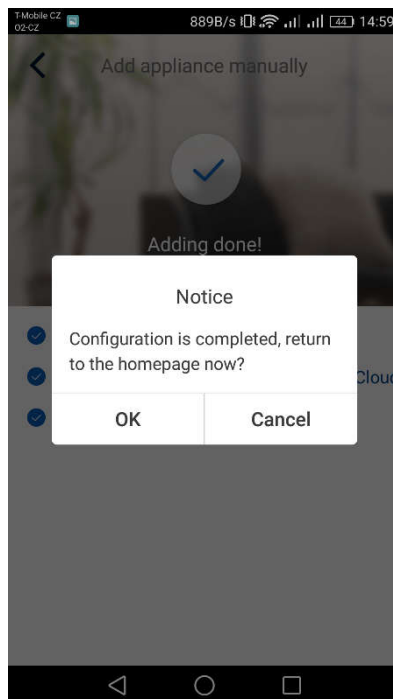 T-Mobile CZ
O2-CZ
889B/s 44 14:59
Add appliance manually
Adding done!
Notice
Configuration is completed, return
to the homepage now?
Cloud
OK Cancel